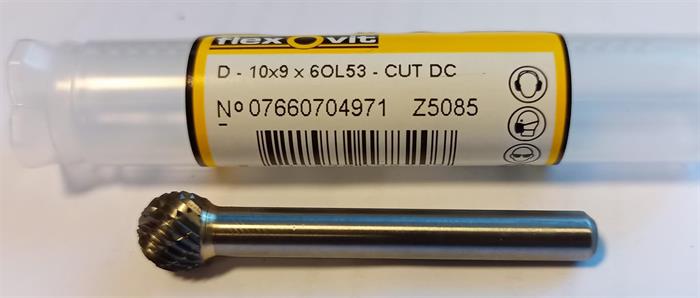 flexovit
D - 10x9 x 6OL53 - CUT DC
Nº 07660704971 Z5085